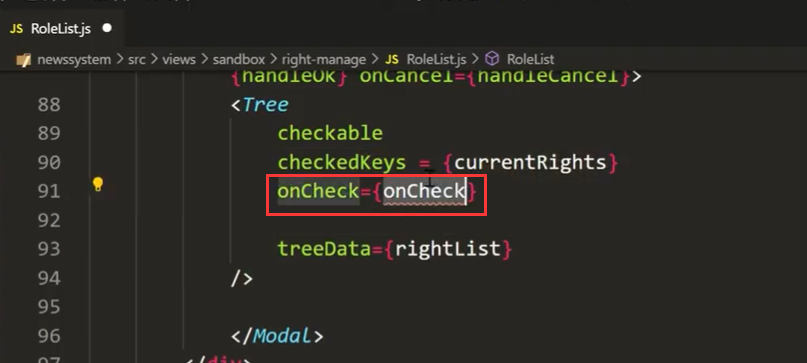 JS RoleList.js
newssystem > src > views > sandbox > right-manage > JS RoleList.js > RoleList
{handleOk} onCancel={handleCancel}>
88 <Tree
89 checkable
90 checkedKeys = {currentRights}
91 onCheck={onCheck}
92
93 treeData={rightList}
94 />
95
96 </Modal>
97 </div>